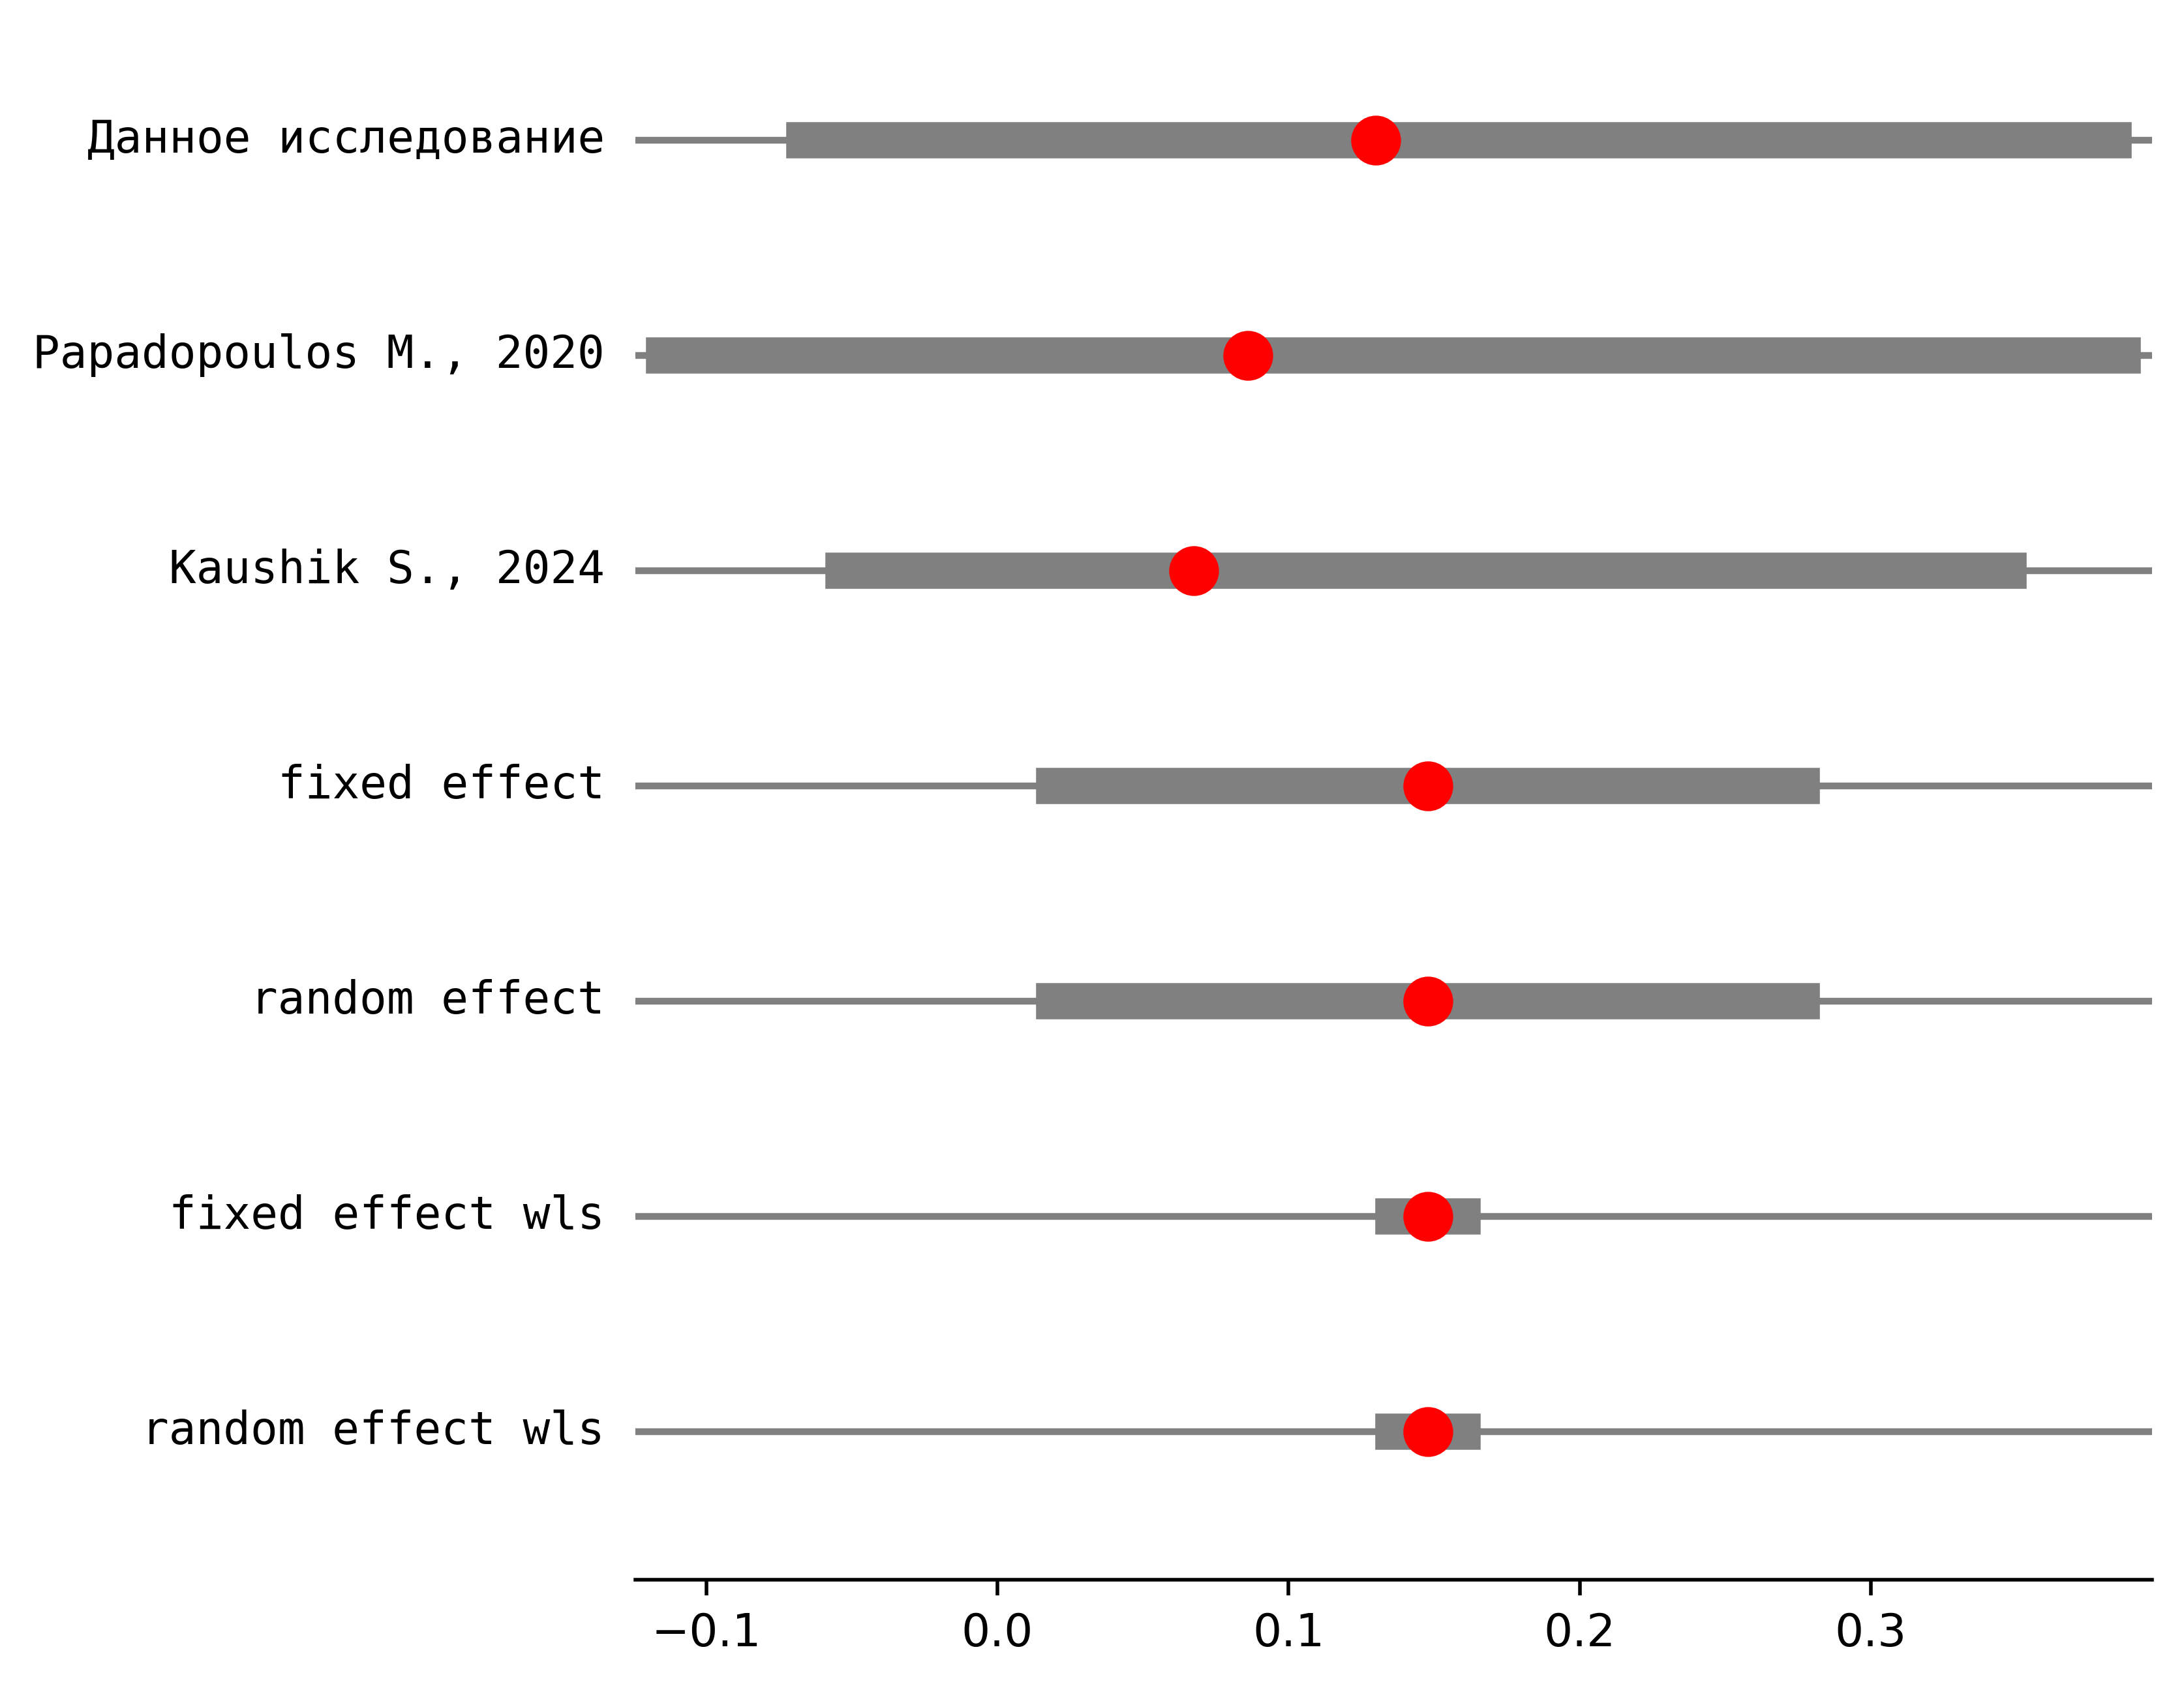 Данное исследование
Papadopoulos M., 2020
Kaushik S., 2024
fixed effect
random effect
fixed effect wls
random effect wls
−0.1 0.0 0.1 0.2 0.3